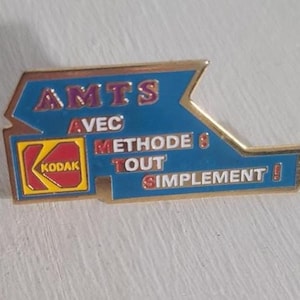 AMTS
AVEC
METHODE !
TOUT
SIMPLEMENT !
KODAK